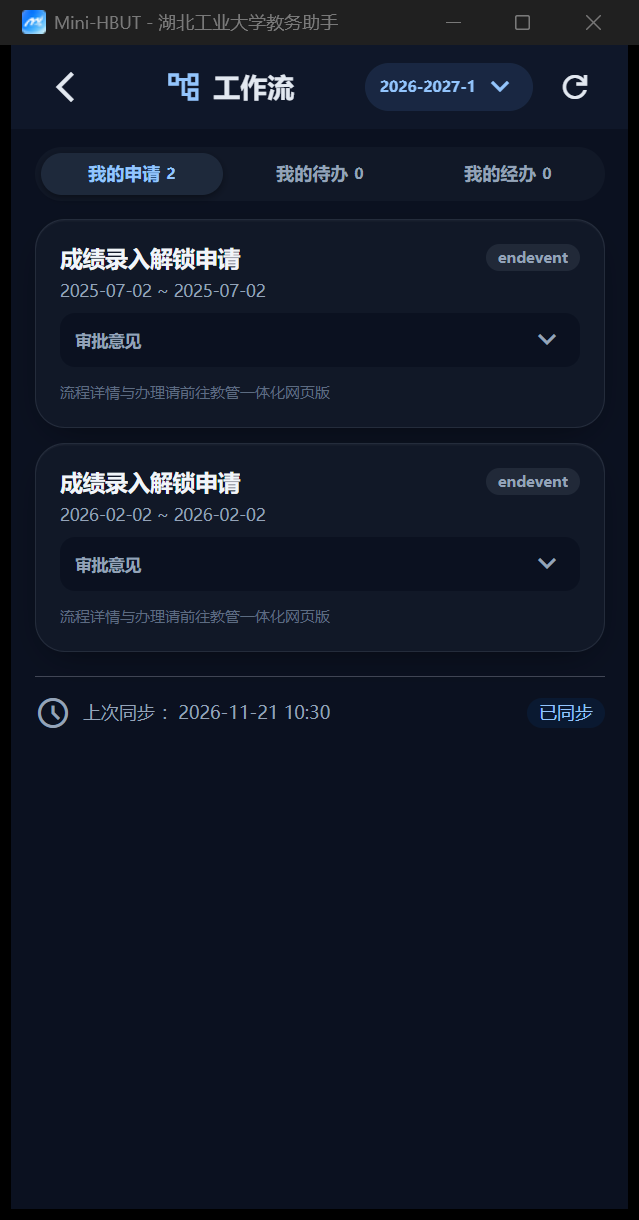 Mini-HBUT - 湖北工业大学教务助手
工作流
2026-2027-1
我的申请 2
我的待办 0
我的经办 0
成绩录入解锁申请
endevent
2025-07-02 ~ 2025-07-02
审批意见
流程详情与办理请前往教管一体化网页版
成绩录入解锁申请
endevent
2026-02-02 ~ 2026-02-02
审批意见
流程详情与办理请前往教管一体化网页版
上次同步： 2026-11-21 10:30
已同步